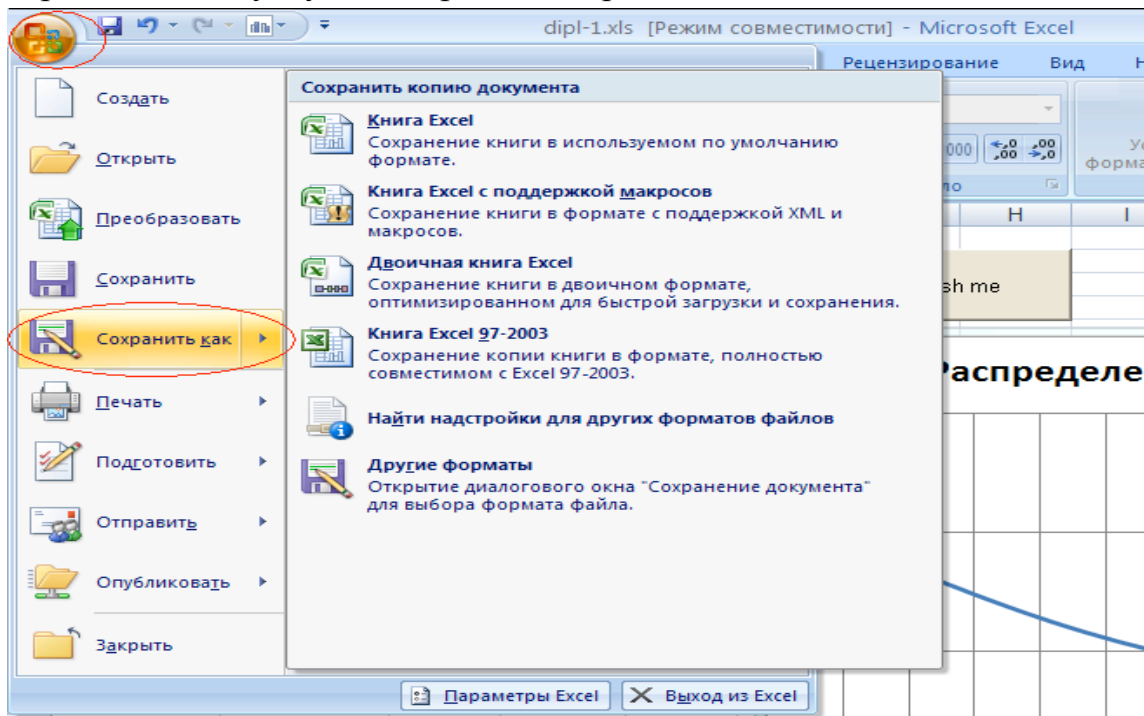 dipl-1.xls [Режим совместимости] - Microsoft Excel
Рецензирование Вид
Создать
Открыть
Преобразовать
Сохранить
Сохранить как
Печать
Подготовить
Отправить
Опубликовать
Закрыть
Сохранить копию документа
Книга Excel
Сохранение книги в используемом по умолчанию
формате.
Книга Excel с поддержкой макросов
Сохранение книги в формате с поддержкой XML и
макросов.
Двоичная книга Excel
Сохранение книги в двоичном формате,
оптимизированном для быстрой загрузки и сохранения.
Книга Excel 97-2003
Сохранение копии книги в формате, полностью
совместимом с Excel 97-2003.
Найти надстройки для других форматов файлов
Другие форматы
Открытие диалогового окна "Сохранение документа"
для выбора формата файла.
Параметры Excel
Выход из Excel
000 ,00 ,00
H I
sh me
аспределе